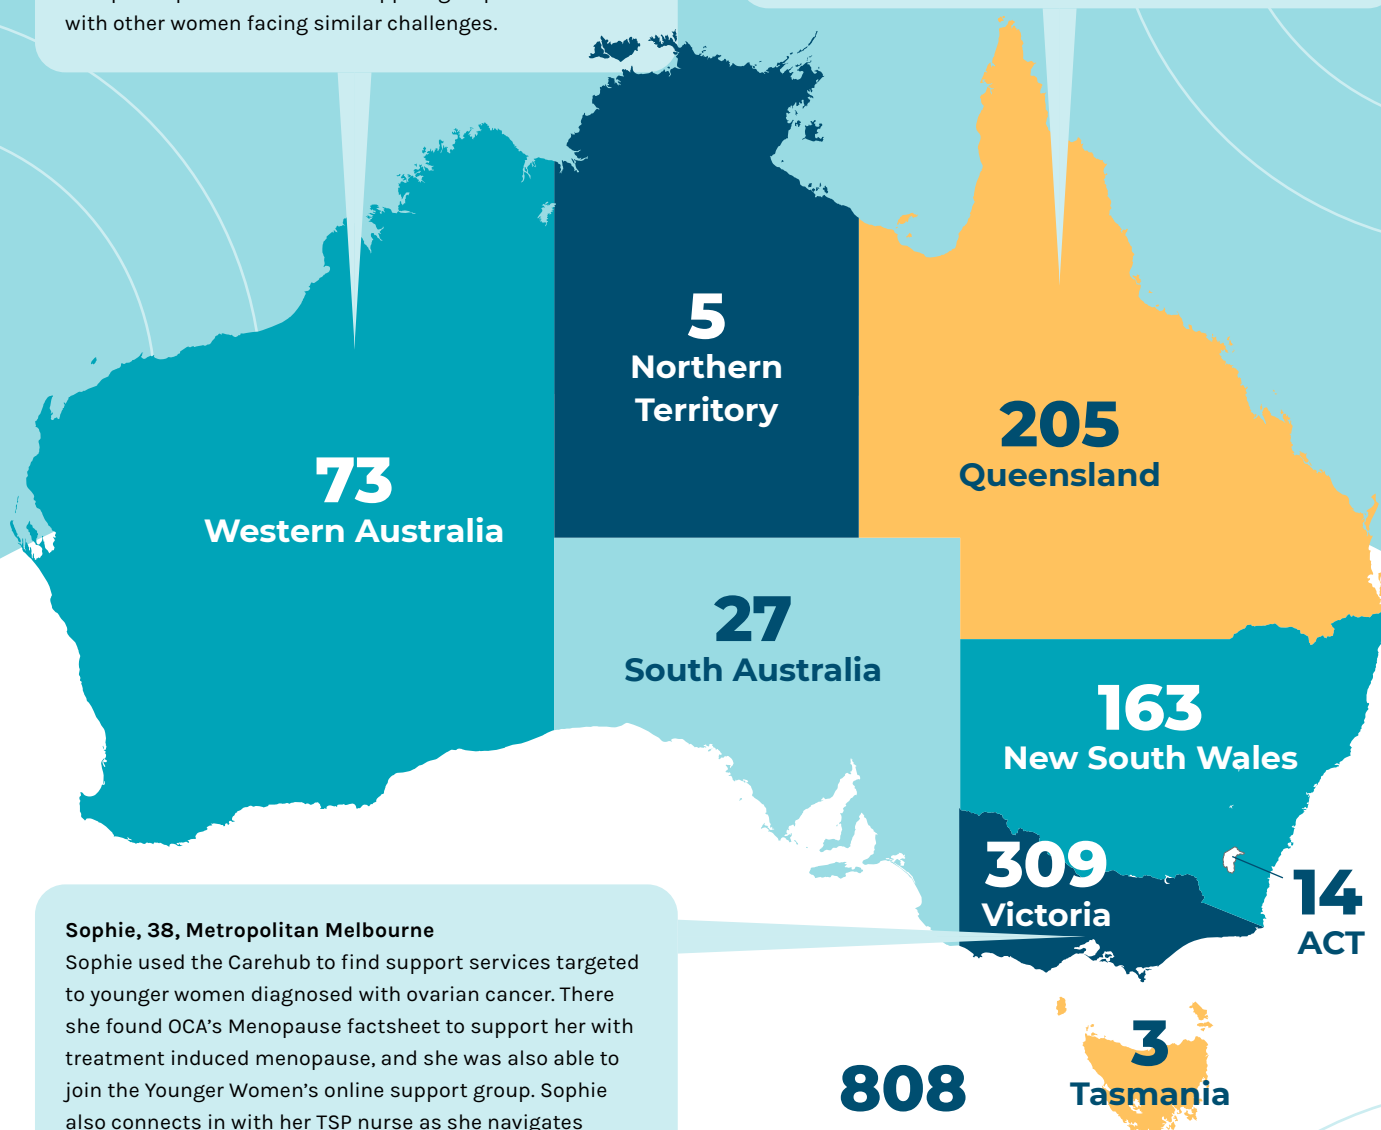 with other women facing similar challenges.
5
Northern
Territory
205
Queensland
73
Western Australia
27
South Australia
163
New South Wales
309
Victoria
14
ACT
Sophie, 38, Metropolitan Melbourne
Sophie used the Carehub to find support services targeted
to younger women diagnosed with ovarian cancer. There
she found OCA’s Menopause factsheet to support her with
treatment induced menopause, and she was also able to
join the Younger Women’s online support group. Sophie
also connects in with her TSP nurse as she navigates
3
Tasmania
808